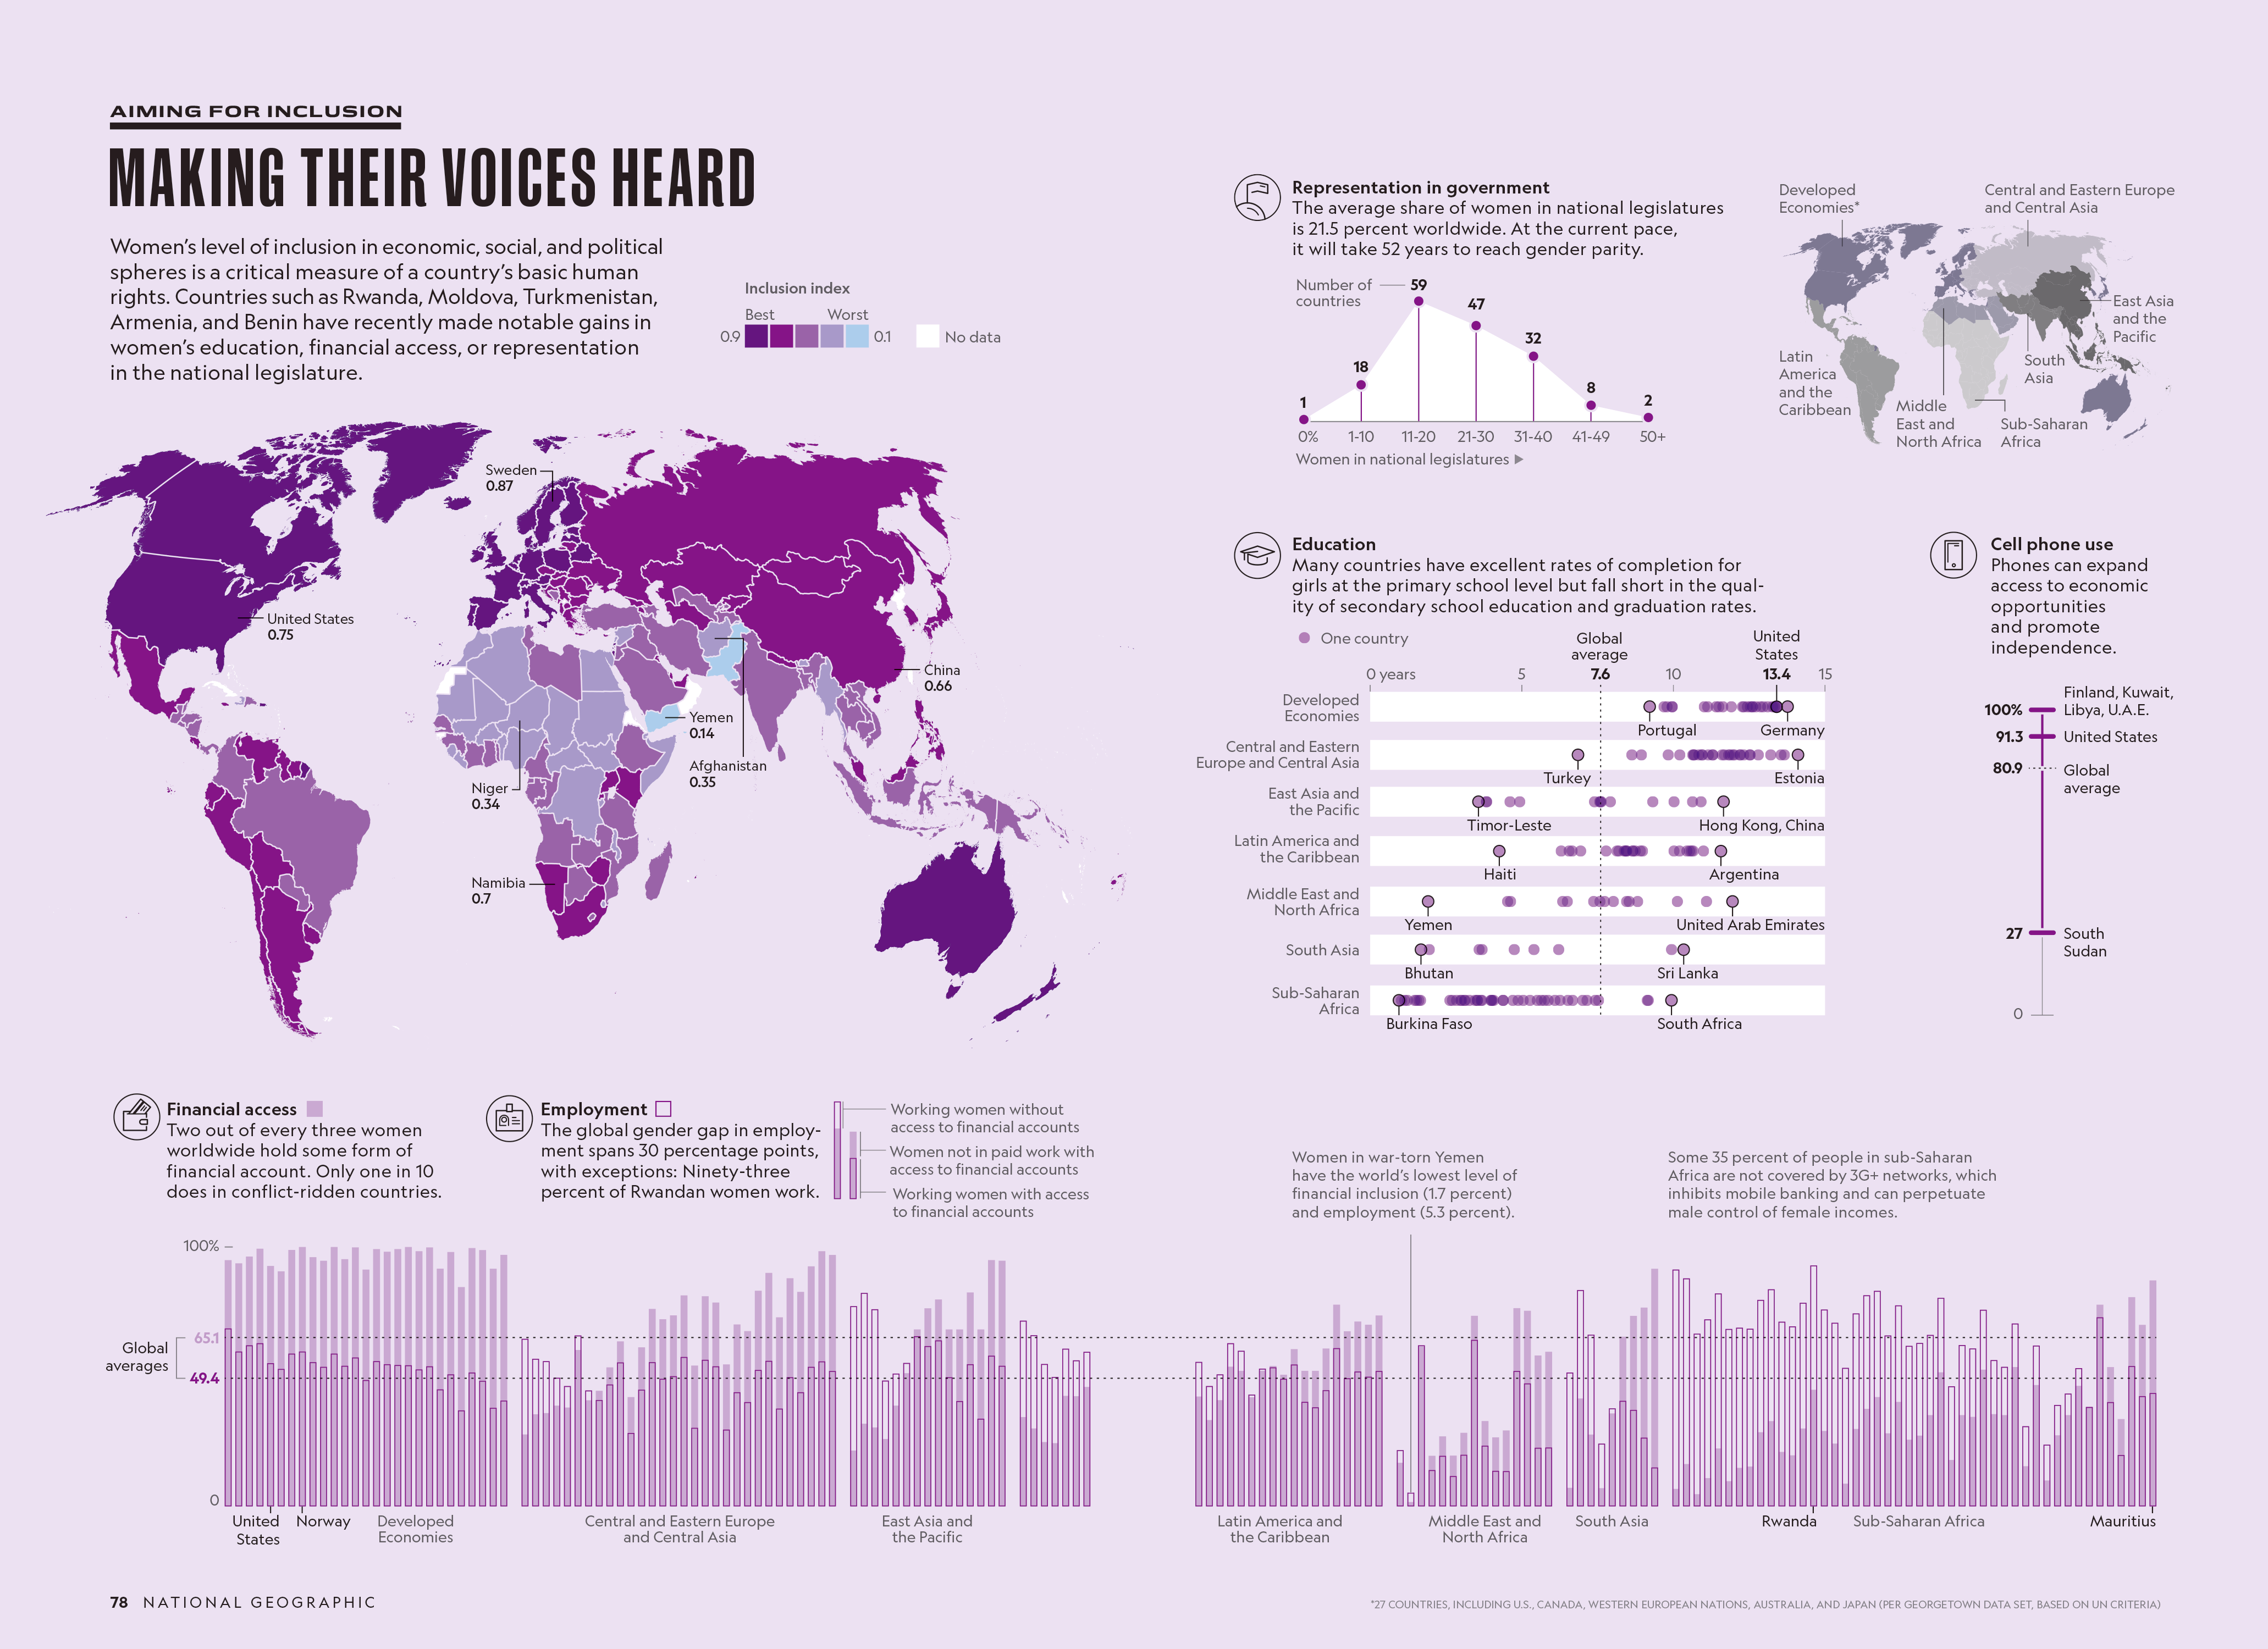 AIMING FOR INCLUSION
MAKING THEIR VOICES HEARD
Women's level of inclusion in economic, social, and political
spheres is a critical measure of a country's basic human
rights. Countries such as Rwanda, Moldova, Turkmenistan,
Armenia, and Benin have recently made notable gains in
women's education, financial access, or representation
in the national legislature.
Inclusion index
Best Worst
0.9 0.1 No data
Sweden
0.87
United States
0.75
China
0.66
Yemen
0.14
Afghanistan
0.35
Niger
0.34
Namibia
0.7
Representation in government
The average share of women in national legislatures
is 21.5 percent worldwide. At the current pace,
it will take 52 years to reach gender parity.
Number of
countries
1 18 59 47 32 8 2
0% 1-10 11-20 21-30 31-40 41-49 50+
Women in national legislatures ▶
Developed
Economies*
Central and Eastern Europe
and Central Asia
East Asia
and the
Pacific
South
Asia
Latin
America
and the
Caribbean
Middle
East and
North Africa
Sub-Saharan
Africa
Education
Many countries have excellent rates of completion for
girls at the primary school level but fall short in the qual-
ity of secondary school education and graduation rates.
One country
Global
average
United
States
0 years 5 7.6 10 13.4 15
Developed
Economies
Portugal Germany
Central and Eastern
Europe and Central Asia
Turkey Estonia
East Asia and
the Pacific
Timor-Leste Hong Kong, China
Latin America and
the Caribbean
Haiti Argentina
Middle East and
North Africa
Yemen United Arab Emirates
South Asia
Bhutan Sri Lanka
Sub-Saharan
Africa
Burkina Faso South Africa
Cell phone use
Phones can expand
access to economic
opportunities
and promote
independence.
Finland, Kuwait,
100% Libya, U.A.E.
91.3 United States
80.9 Global
average
27 South
Sudan
0
Financial access
Two out of every three women
worldwide hold some form of
financial account. Only one in 10
does in conflict-ridden countries.
Employment
The global gender gap in employ-
ment spans 30 percentage points,
with exceptions: Ninety-three
percent of Rwandan women work.
Working women without
access to financial accounts
Women not in paid work with
access to financial accounts
Working women with access
to financial accounts
Women in war-torn Yemen
have the world's lowest level of
financial inclusion (1.7 percent)
and employment (5.3 percent).
Some 35 percent of people in sub-Saharan
Africa are not covered by 3G+ networks, which
inhibits mobile banking and can perpetuate
male control of female incomes.
100%
65.1
Global
averages
49.4
0
United
States
Norway
Developed
Economies
Central and Eastern Europe
and Central Asia
East Asia and
the Pacific
Latin America and
the Caribbean
Middle East and
North Africa
South Asia
Rwanda
Sub-Saharan Africa
Mauritius
78 NATIONAL GEOGRAPHIC
*27 COUNTRIES, INCLUDING U.S., CANADA, WESTERN EUROPEAN NATIONS, AUSTRALIA, AND JAPAN (PER GEORGETOWN DATA SET, BASED ON UN CRITERIA)